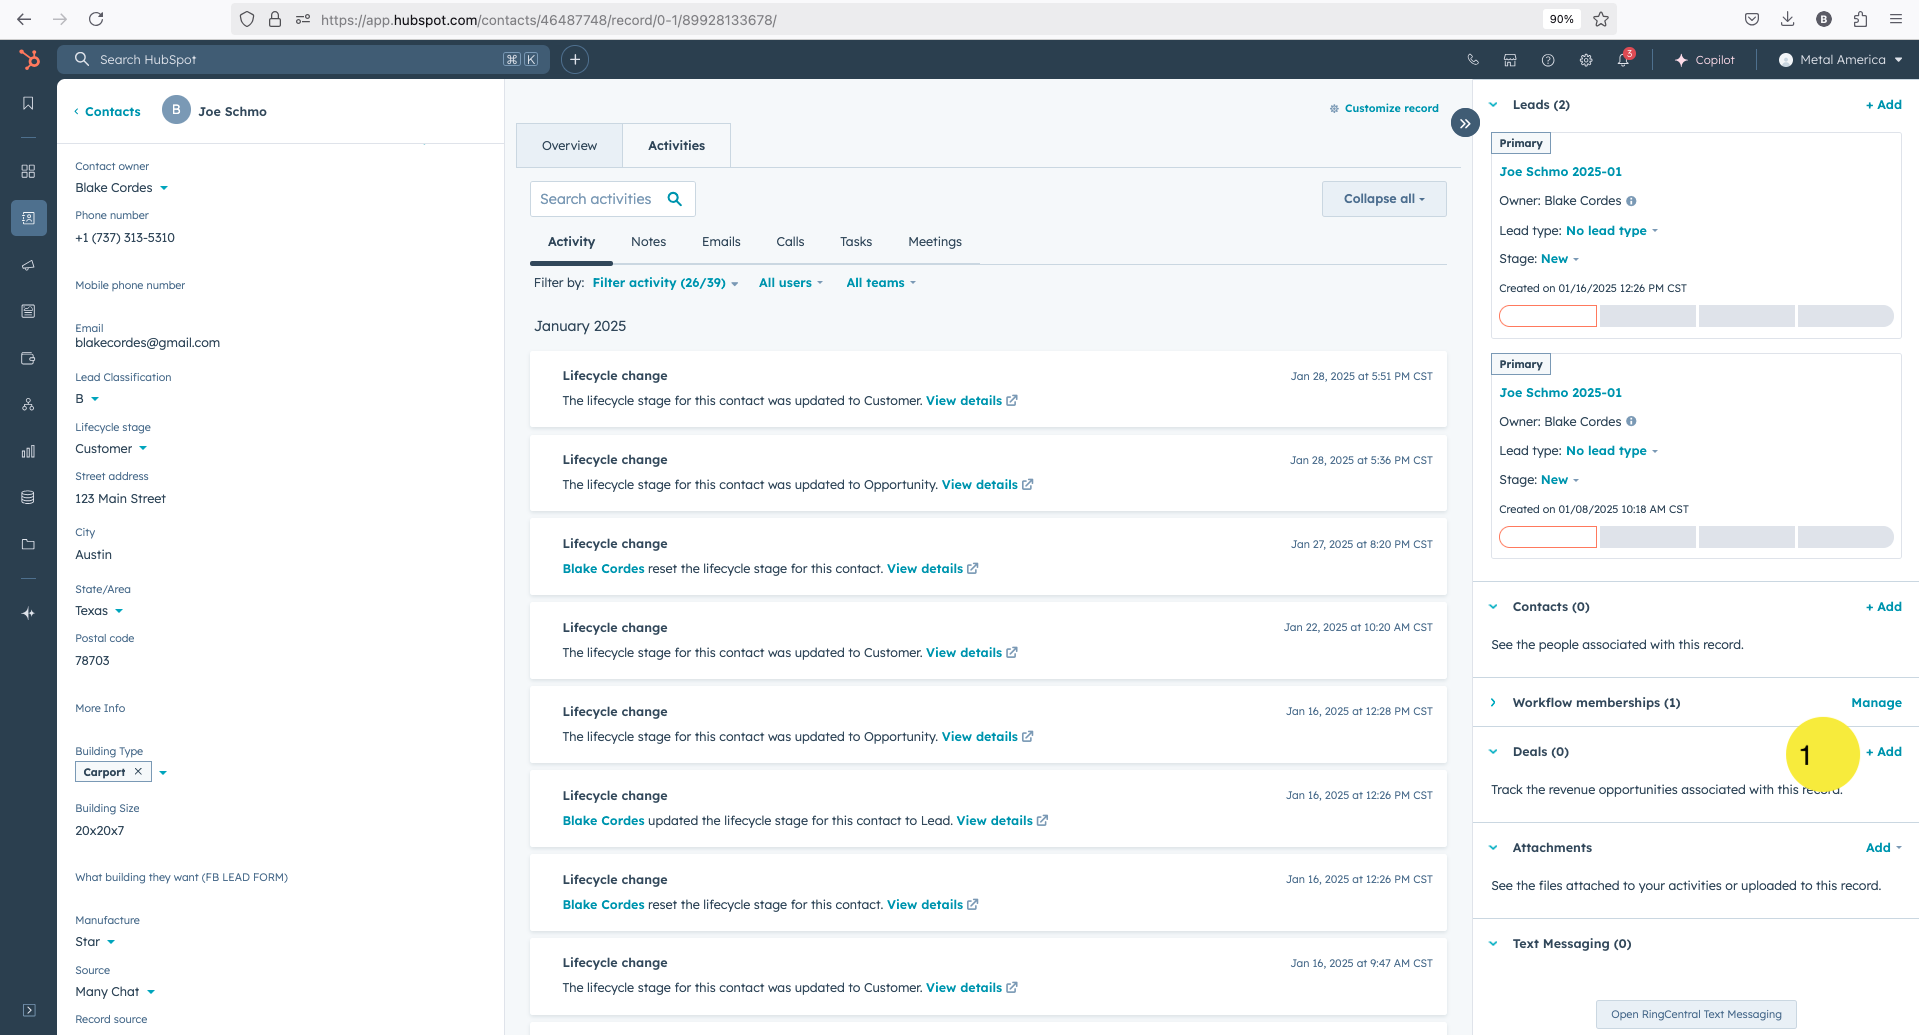 https://app.hubspot.com/contacts/46487748/record/0-1/89928133678/
90%
B
Search HubSpot
⌘ K
+
3
Copilot
Metal America
Contacts
B
Joe Schmo
Contact owner
Blake Cordes
Phone number
+1 (737) 313-5310
Mobile phone number
Email
blakecordes@gmail.com
Lead Classification
B
Lifecycle stage
Customer
Street address
123 Main Street
City
Austin
State/Area
Texas
Postal code
78703
More Info
Building Type
Carport ×
Building Size
20x20x7
What building they want (FB LEAD FORM)
Manufacture
Star
Source
Many Chat
Record source
Customize record
Overview
Activities
Search activities
Collapse all
Activity
Notes
Emails
Calls
Tasks
Meetings
Filter by: Filter activity (26/39) All users All teams
January 2025
Lifecycle change
Jan 28, 2025 at 5:51 PM CST
The lifecycle stage for this contact was updated to Customer. View details
Lifecycle change
Jan 28, 2025 at 5:36 PM CST
The lifecycle stage for this contact was updated to Opportunity. View details
Lifecycle change
Jan 27, 2025 at 8:20 PM CST
Blake Cordes reset the lifecycle stage for this contact. View details
Lifecycle change
Jan 22, 2025 at 10:20 AM CST
The lifecycle stage for this contact was updated to Customer. View details
Lifecycle change
Jan 16, 2025 at 12:28 PM CST
The lifecycle stage for this contact was updated to Opportunity. View details
Lifecycle change
Jan 16, 2025 at 12:26 PM CST
Blake Cordes updated the lifecycle stage for this contact to Lead. View details
Lifecycle change
Jan 16, 2025 at 12:26 PM CST
Blake Cordes reset the lifecycle stage for this contact. View details
Lifecycle change
Jan 16, 2025 at 9:47 AM CST
The lifecycle stage for this contact was updated to Customer. View details
Leads (2)
+ Add
Primary
Joe Schmo 2025-01
Owner: Blake Cordes
Lead type: No lead type
Stage: New
Created on 01/16/2025 12:26 PM CST
Primary
Joe Schmo 2025-01
Owner: Blake Cordes
Lead type: No lead type
Stage: New
Created on 01/08/2025 10:18 AM CST
Contacts (0)
+ Add
See the people associated with this record.
Workflow memberships (1)
Manage
Deals (0)
1
+ Add
Track the revenue opportunities associated with this record.
Attachments
Add
See the files attached to your activities or uploaded to this record.
Text Messaging (0)
Open RingCentral Text Messaging